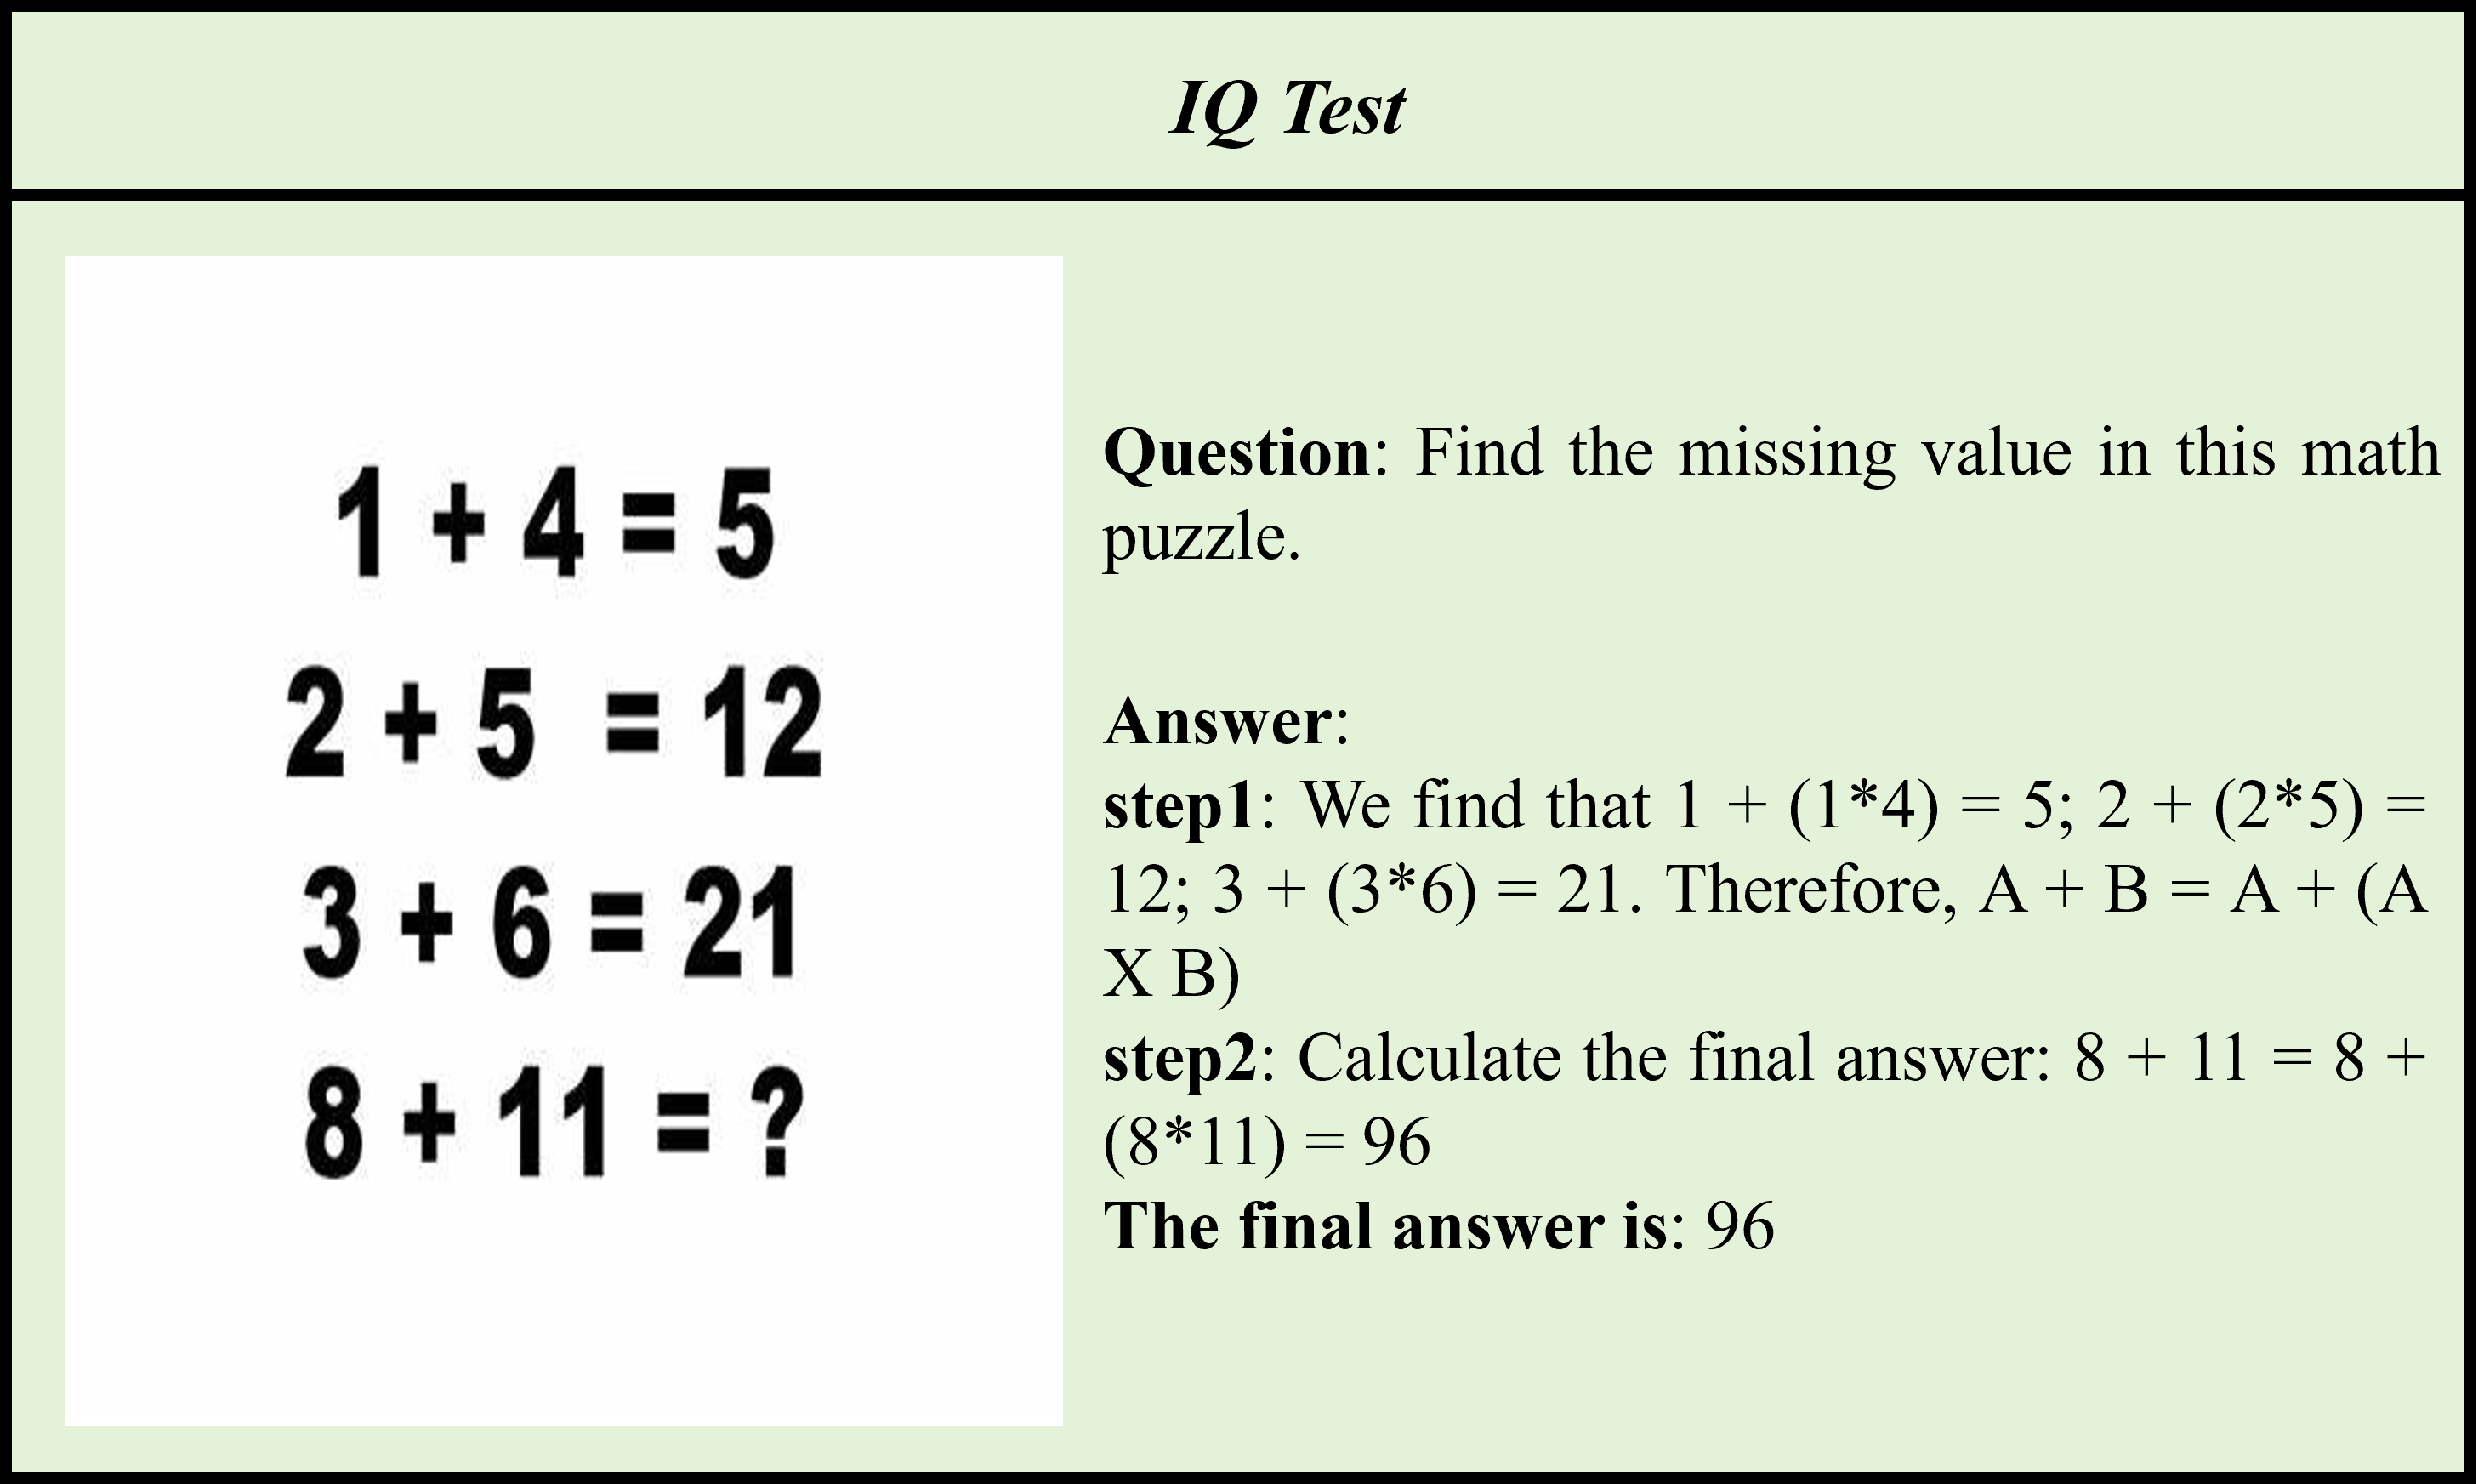 IQ Test
1 + 4 = 5
2 + 5 = 12
3 + 6 = 21
8 + 11 = ?
Question: Find the missing value in this math
puzzle.
Answer:
step1: We find that 1 + (1*4) = 5; 2 + (2*5) =
12; 3 + (3*6) = 21. Therefore, A + B = A + (A
X B)
step2: Calculate the final answer: 8 + 11 = 8 +
(8*11) = 96
The final answer is: 96